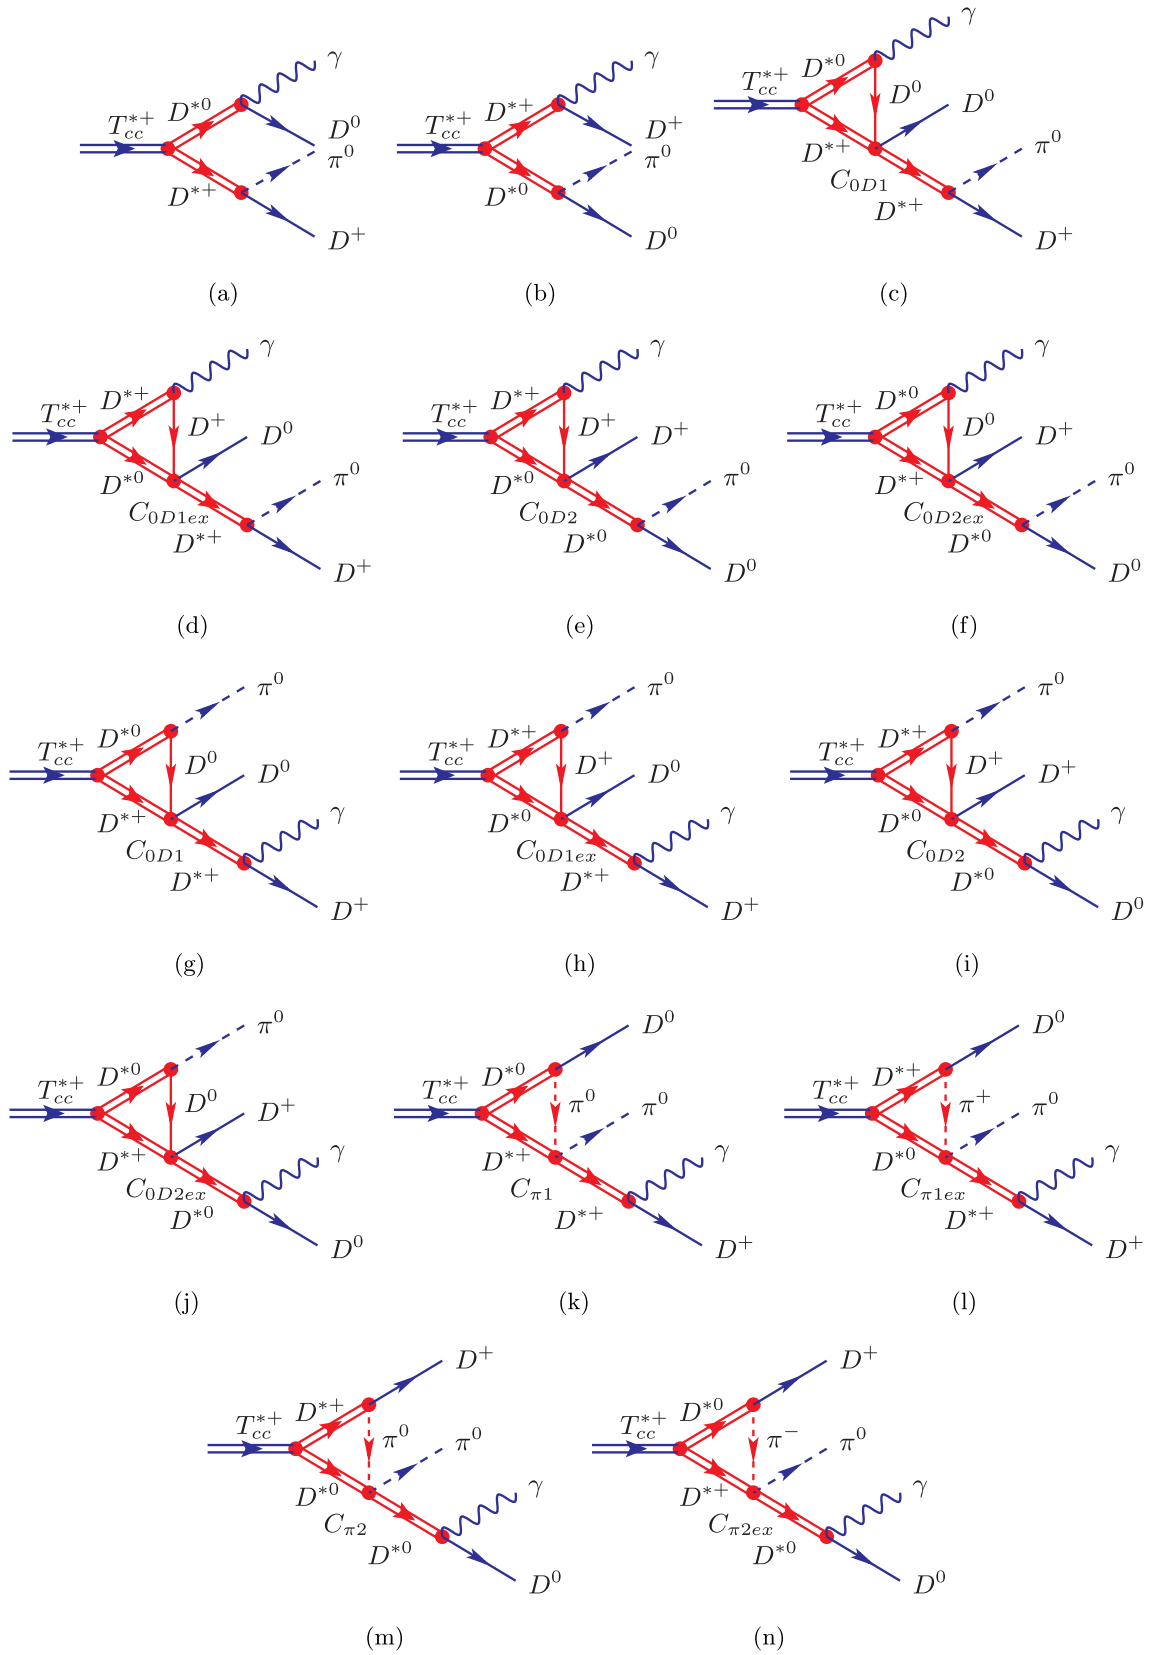 γ
D*0
T*+cc
D0
π0
D*+
D+
(a)
γ
D*+
T*+cc
D+
π0
D*0
D0
(b)
γ
D*0
T*+cc
D0
D0
D*+
C0D1
π0
D*+
D+
(c)
γ
D*+
T*+cc
D+
D0
D*0
C0D1ex
π0
D*+
D+
(d)
γ
D*+
T*+cc
D+
D+
D*0
C0D2
π0
D*0
D0
(e)
γ
D*0
T*+cc
D0
D+
D*+
C0D2ex
π0
D*0
D0
(f)
π0
D*0
T*+cc
D0
D0
D*+
C0D1
γ
D*+
D+
(g)
π0
D*+
T*+cc
D+
D0
D*0
C0D1ex
γ
D*+
D+
(h)
π0
D*+
T*+cc
D+
D+
D*0
C0D2
γ
D*0
D0
(i)
π0
D*0
T*+cc
D0
D+
D*+
C0D2ex
γ
D*0
D0
(j)
D0
D*0
T*+cc
π0
π0
D*+
Cπ1
γ
D*+
D+
(k)
D0
D*+
T*+cc
π+
π0
D*0
Cπ1ex
γ
D*+
D+
(l)
D+
D*+
T*+cc
π0
π0
D*0
Cπ2
γ
D*0
D0
(m)
D+
D*0
T*+cc
π−
π0
D*+
Cπ2ex
γ
D*0
D0
(n)